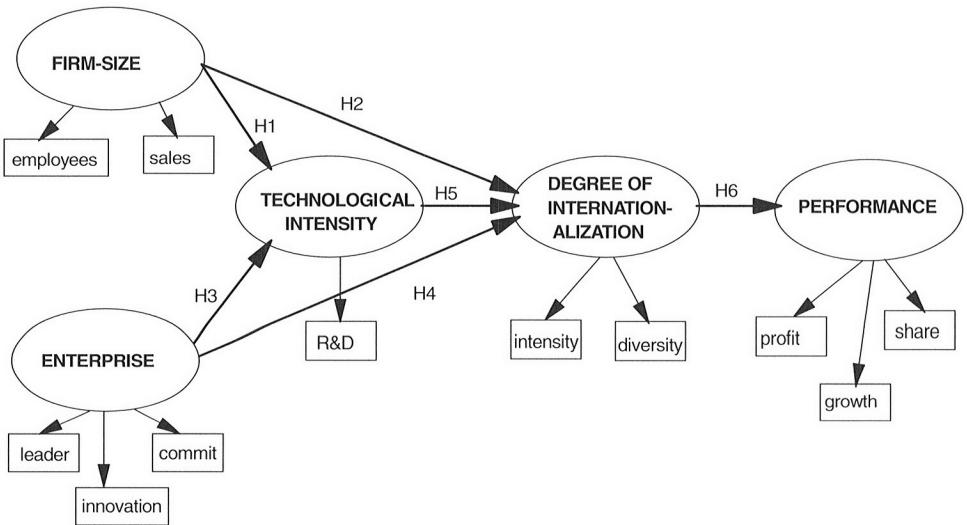 FIRM-SIZE
employees
sales
H1
H2
TECHNOLOGICAL
INTENSITY
R&D
H5
DEGREE OF
INTERNATION-
ALIZATION
intensity
diversity
H6
PERFORMANCE
profit
share
growth
H3
H4
ENTERPRISE
leader
commit
innovation